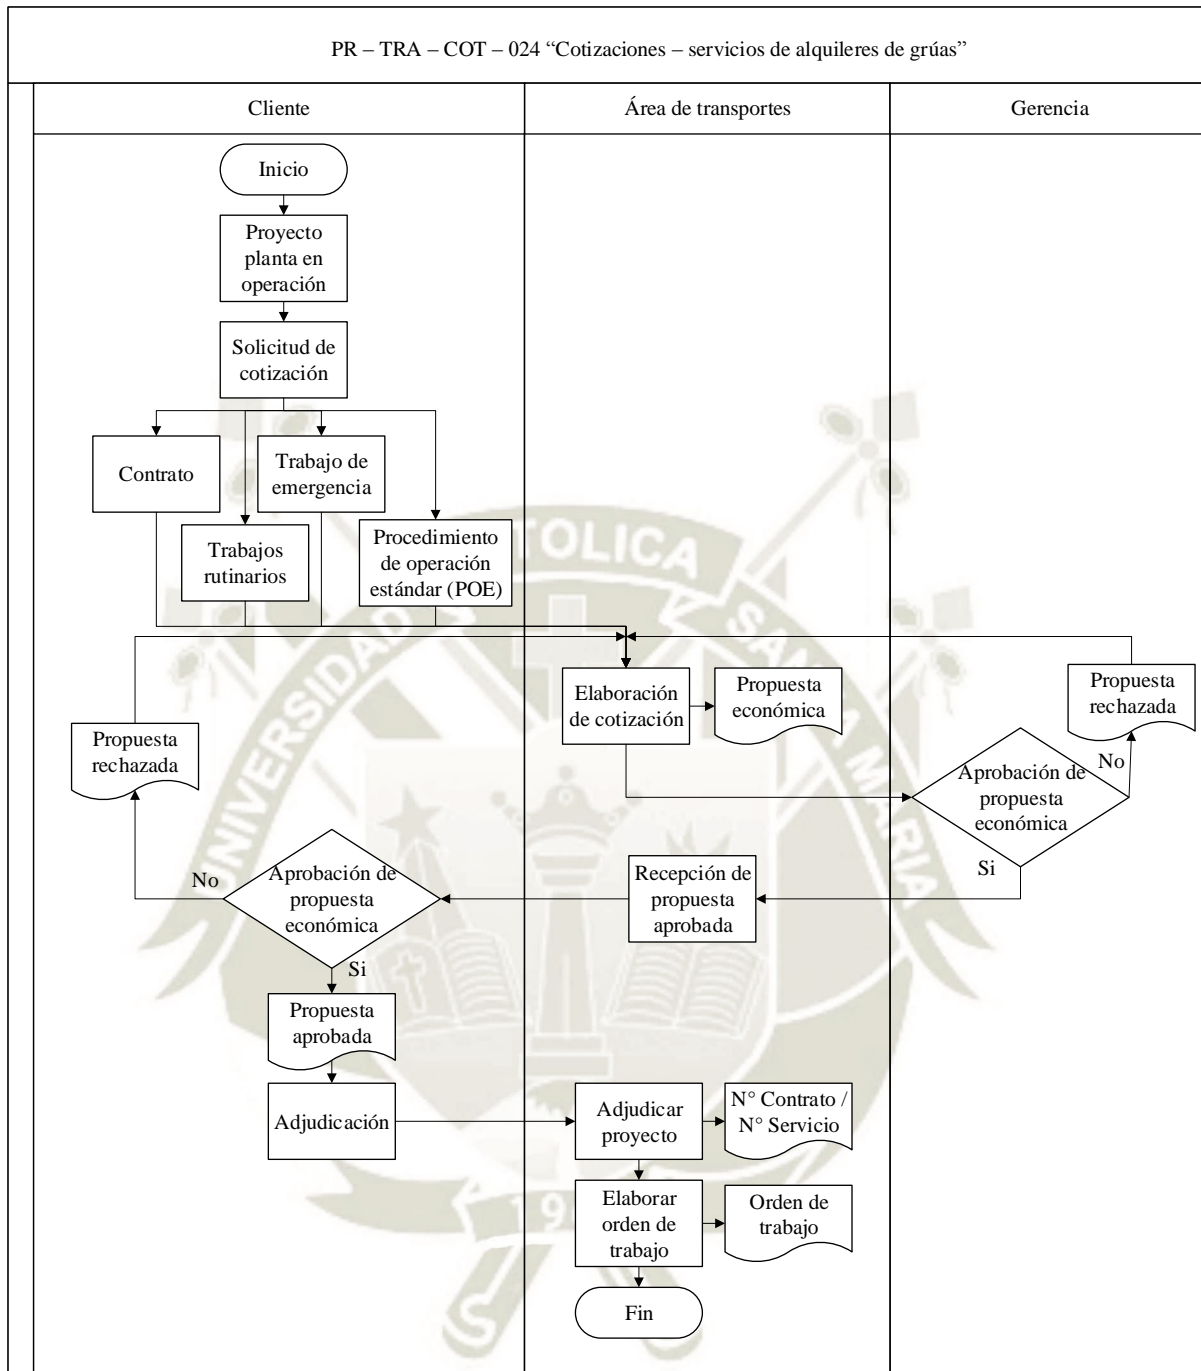 PR – TRA – COT – 024 “Cotizaciones – servicios de alquileres de grúas”
Cliente
Área de transportes
Gerencia
Inicio
Proyecto
planta en
operación
Solicitud de
cotización
Contrato
Trabajo de
emergencia
Trabajos
rutinarios
Procedimiento
de operación
estándar (POE)
Elaboración
de cotización
Propuesta
económica
Propuesta
rechazada
Propuesta
rechazada
No
Aprobación de
propuesta
económica
Si
Recepción de
propuesta
aprobada
No
Aprobación de
propuesta
económica
Si
Propuesta
aprobada
Adjudicación
Adjudicar
proyecto
N° Contrato /
N° Servicio
Elaborar
orden de
trabajo
Orden de
trabajo
Fin
UNIVERSIDAD
SANTA MARIA